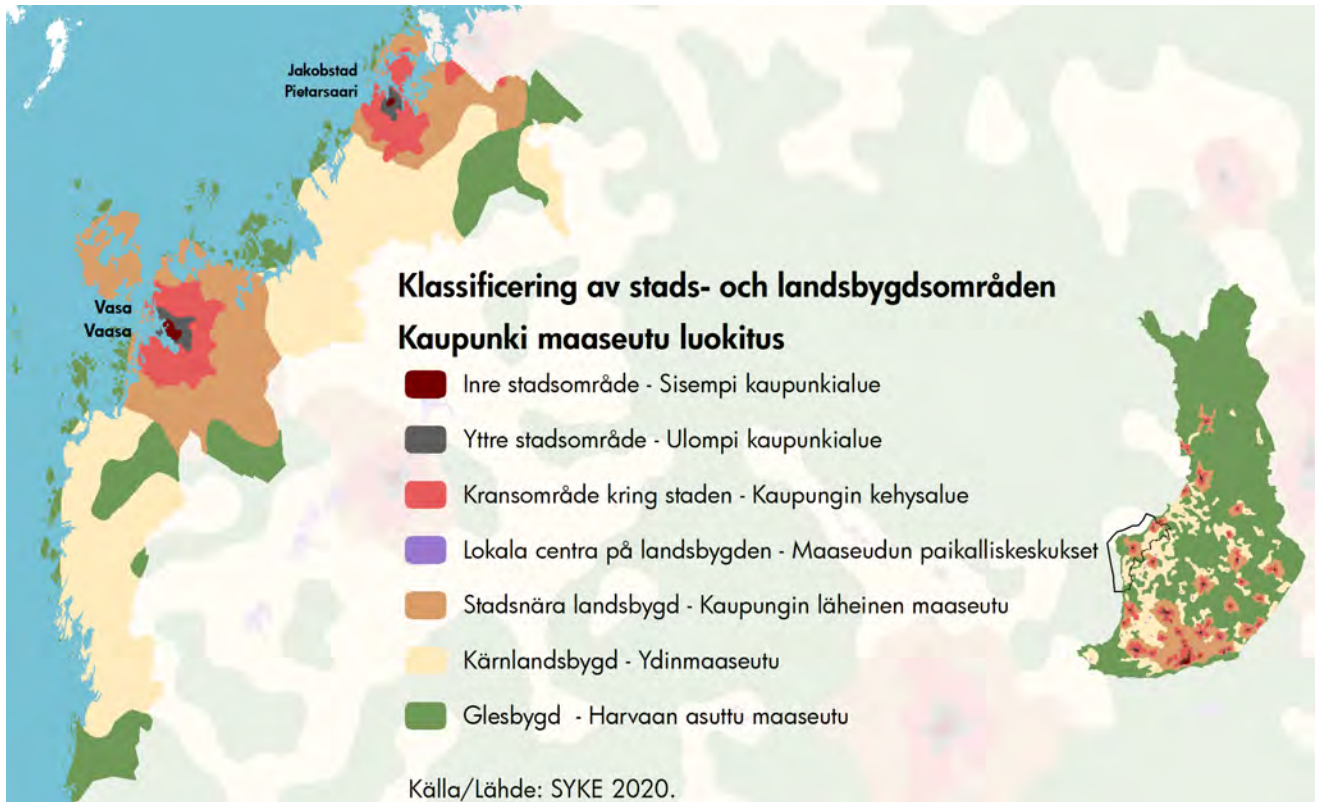 Jakobstad
Pietarsaari
Vasa
Vaasa
Klassificering av stads- och landsbygdsområden
Kaupunki maaseutu luokitus
Inre stadsområde - Sisempi kaupunkialue
Yttre stadsområde - Ulompi kaupunkialue
Kransområde kring staden - Kaupungin kehysalue
Lokala centra på landsbygden - Maaseudun paikalliskeskukset
Stadsnära landsbygd - Kaupungin läheinen maaseutu
Kärnlandsbygd - Ydinmaaseutu
Glesbygd - Harvaan asuttu maaseutu
Källa/Lähde: SYKE 2020.